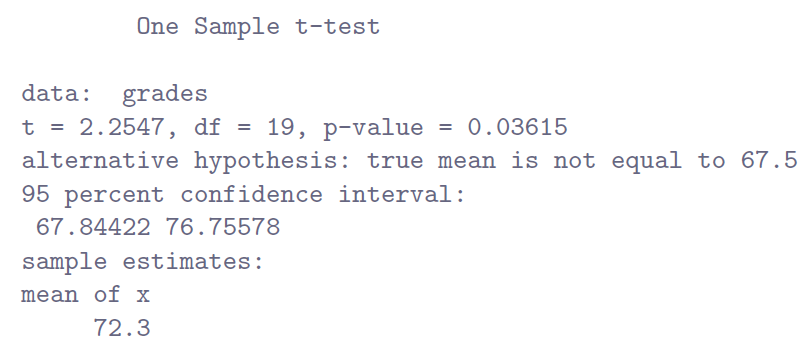 One Sample t-test
data:  grades
t = 2.2547, df = 19, p-value = 0.03615
alternative hypothesis: true mean is not equal to 67.5
95 percent confidence interval:
67.84422 76.75578
sample estimates:
mean of x
72.3